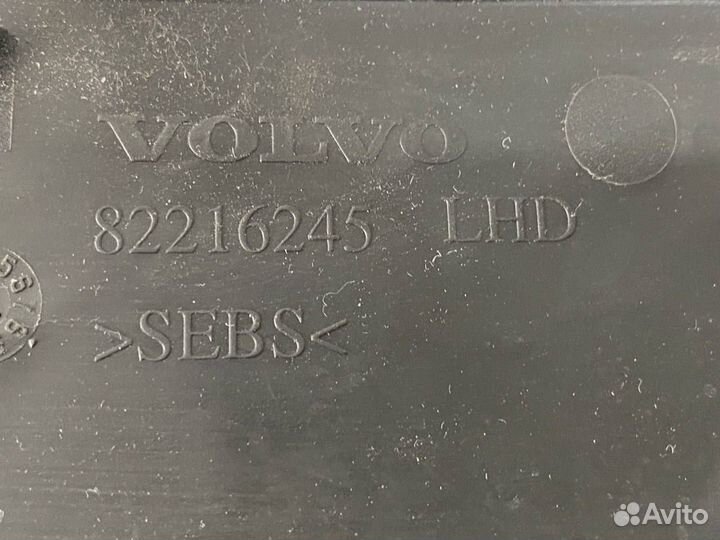 VOLVO
82216245 LHD
>SEBS<
Avito